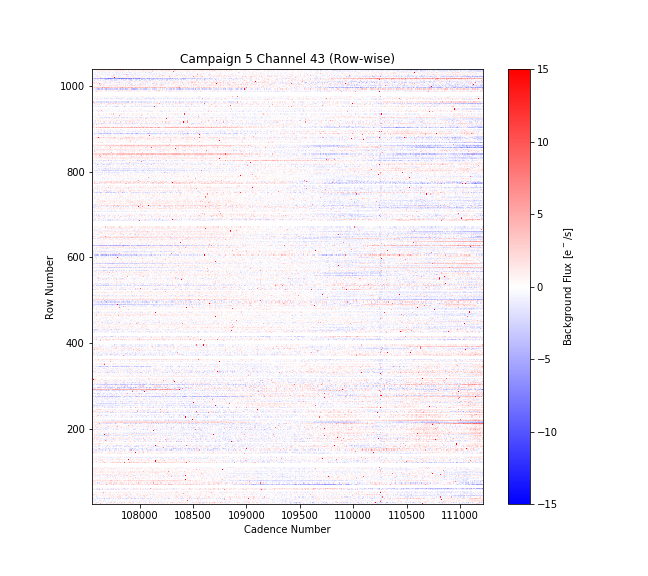 Campaign 5 Channel 43 (Row-wise)
1000
800
600
400
200
Row Number
108000 108500 109000 109500 110000 110500 111000
Cadence Number
15
10
5
0
−5
−10
−15
Background Flux [e⁻/s]